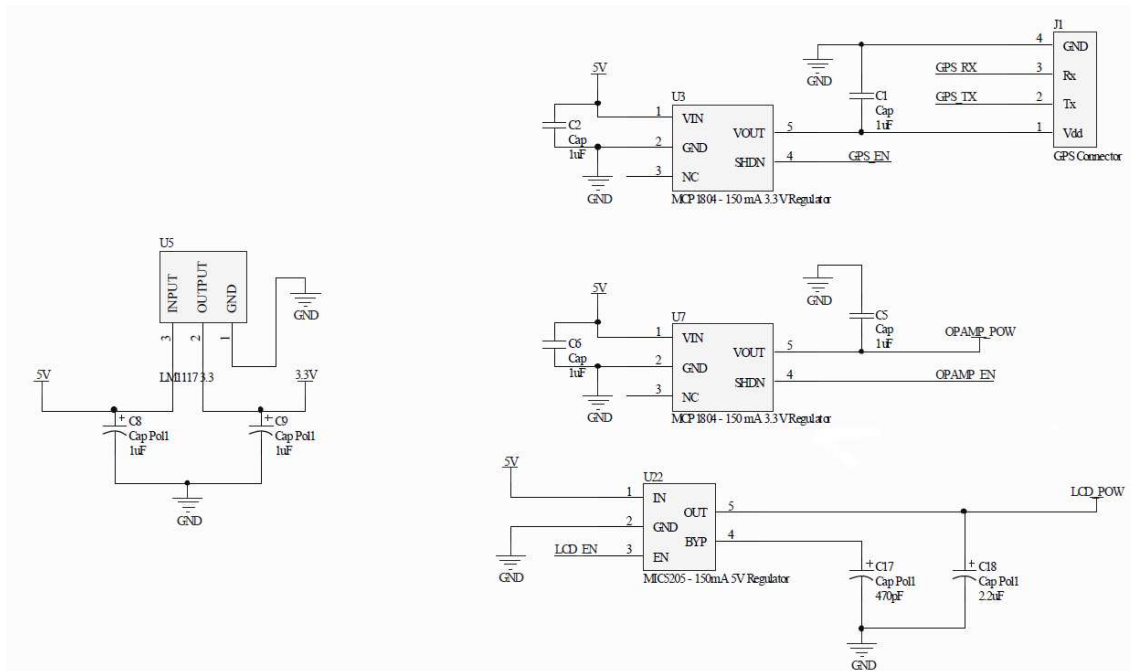 U5
INPUT
OUTPUT
GND
3
2
1
GND
LM1117 3.3
5V
3.3V
C8
Cap Pol1
1uF
C9
Cap Pol1
1uF
GND
J1
4 GND
3 Rx
2 Tx
1 Vdd
GPS Connector
GND
GPS_RX
GPS_TX
C1
Cap
1uF
5V
C2
Cap
1uF
GND
U3
1 VIN
2 GND
3 NC
VOUT 5
SHDN 4
GPS_EN
MCP1804 - 150 mA 3.3 V Regulator
GND
C5
Cap
1uF
5V
C6
Cap
1uF
GND
U7
1 VIN
2 GND
3 NC
VOUT 5
SHDN 4
OPAMP_POW
OPAMP_EN
MCP1804 - 150 mA 3.3 V Regulator
5V
GND
LCD_EN
U22
1 IN
2 GND
3 EN
OUT 5
BYP 4
MIC5205 - 150mA 5V Regulator
LCD_POW
C17
Cap Pol1
470pF
C18
Cap Pol1
2.2uF
GND